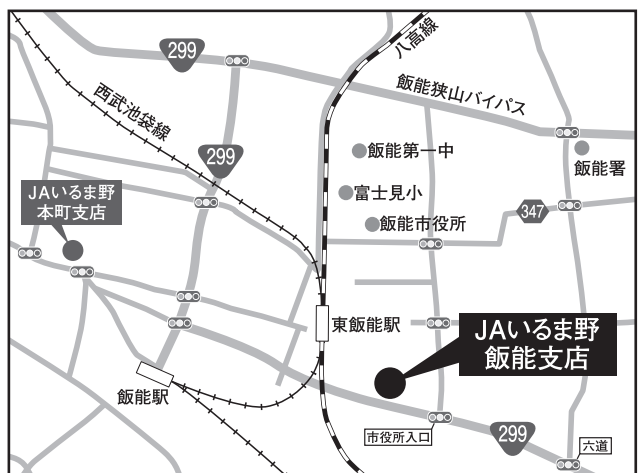 299
八高線
飯能狭山バイパス
西武池袋線
299
飯能第一中
飯能署
JAいるま野
本町支店
富士見小
347
飯能市役所
東飯能駅
JAいるま野
飯能支店
飯能駅
市役所入口
299
六道